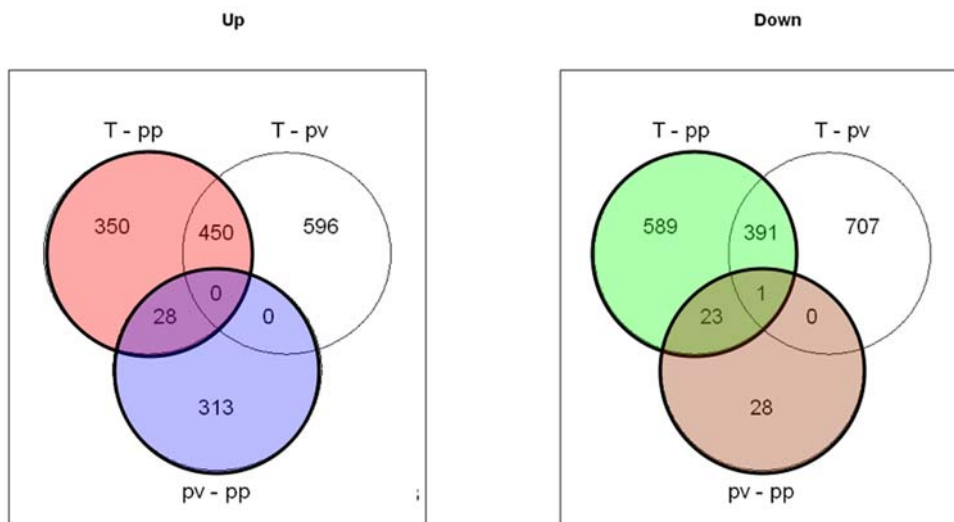 Up
T - pp T - pv
350 450 596
0
28 0
313
pv - pp ;
Down
T - pp T - pv
589 391 707
1
23 0
28
pv - pp